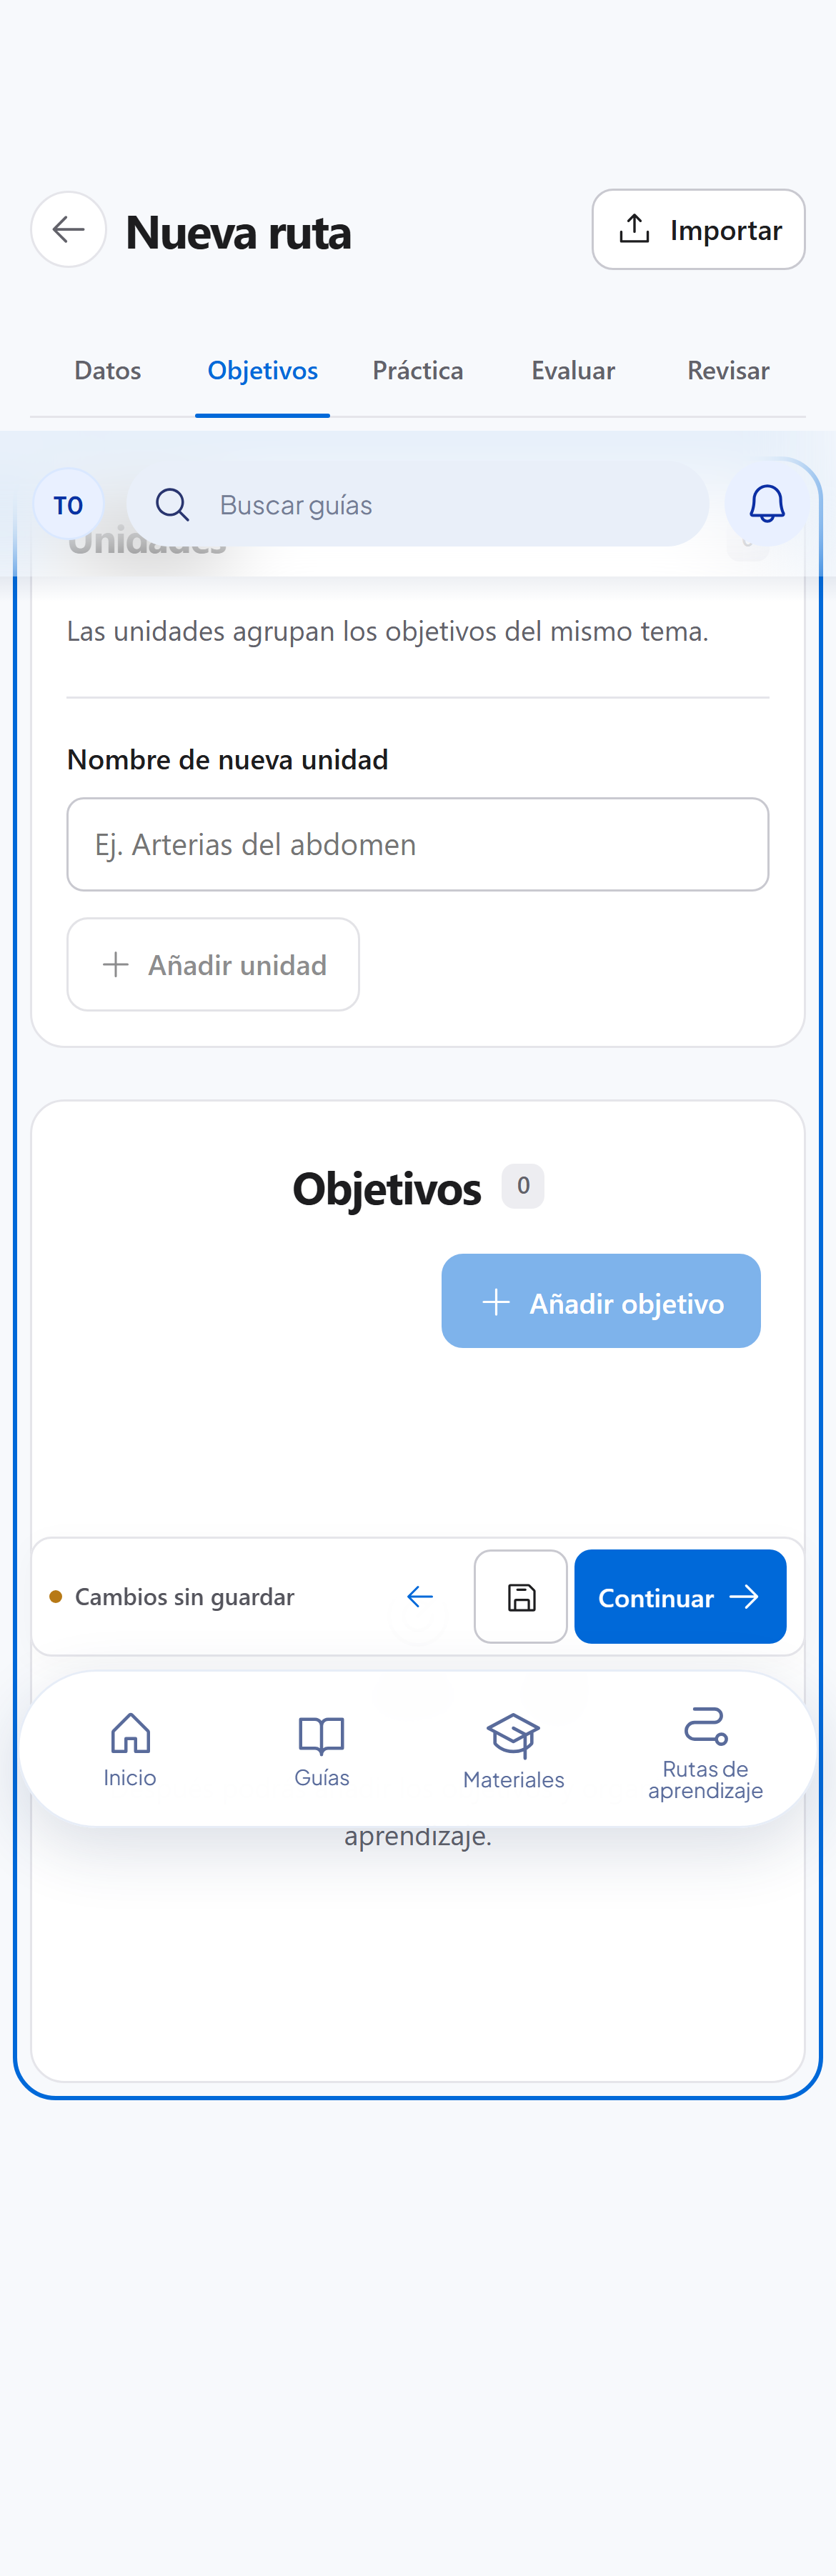 Nueva ruta
Importar
Datos
Objetivos
Práctica
Evaluar
Revisar
TO
Buscar guías
Unidades
Las unidades agrupan los objetivos del mismo tema.
Nombre de nueva unidad
Ej. Arterias del abdomen
Añadir unidad
Objetivos 0
Añadir objetivo
Cambios sin guardar
Continuar
Inicio
Guías
Materiales
Rutas de
aprendizaje
aprendizaje.